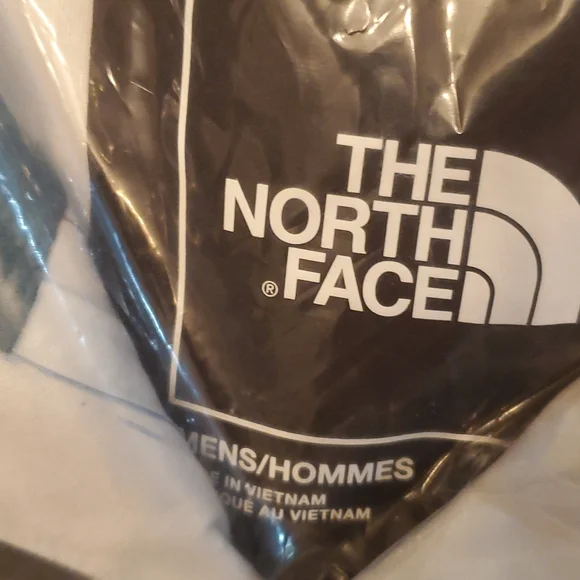 THE
NORTH
® FACE
MENS/HOMMES
IN VIETNAM
AU VIETNAM